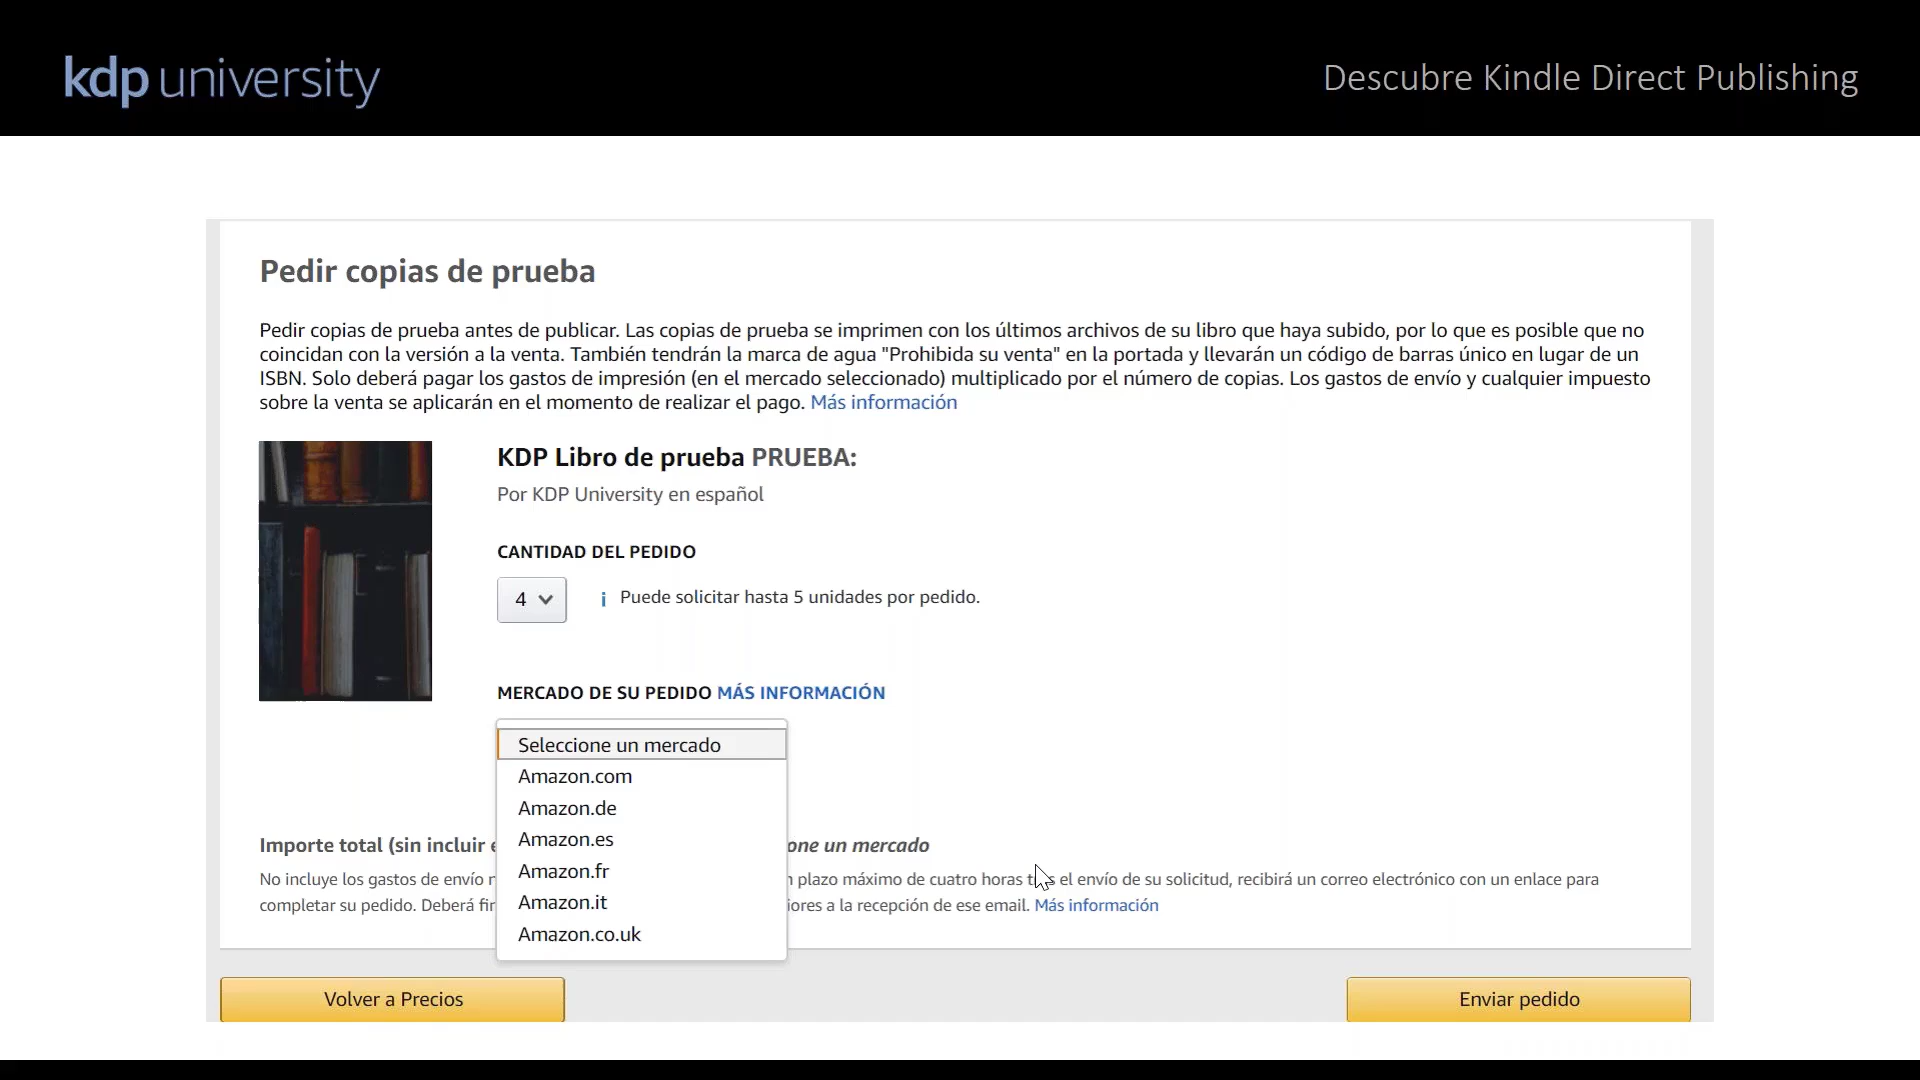 kdp university
Descubre Kindle Direct Publishing
Pedir copias de prueba
Pedir copias de prueba antes de publicar. Las copias de prueba se imprimen con los últimos archivos de su libro que haya subido, por lo que es posible que no
coincidan con la versión a la venta. También tendrán la marca de agua "Prohibida su venta" en la portada y llevarán un código de barras único en lugar de un
ISBN. Solo deberá pagar los gastos de impresión (en el mercado seleccionado) multiplicado por el número de copias. Los gastos de envío y cualquier impuesto
sobre la venta se aplicarán en el momento de realizar el pago. Más información
KDP Libro de prueba PRUEBA:
Por KDP University en español
CANTIDAD DEL PEDIDO
4
i Puede solicitar hasta 5 unidades por pedido.
MERCADO DE SU PEDIDO MÁS INFORMACIÓN
Seleccione un mercado
Amazon.com
Amazon.de
Amazon.es
Amazon.fr
Amazon.it
Amazon.co.uk
Importe total (sin incluir one un mercado
No incluye los gastos de envío plazo máximo de cuatro horas tras el envío de su solicitud, recibirá un correo electrónico con un enlace para
completar su pedido. Deberá iores a la recepción de ese email. Más información
Volver a Precios
Enviar pedido